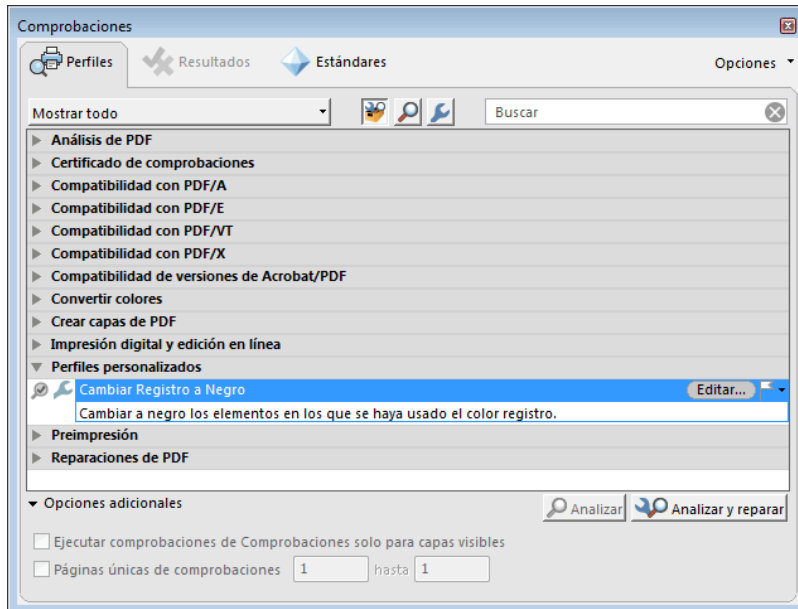 Comprobaciones
Perfiles Resultados Estándares Opciones
Mostrar todo Buscar
Análisis de PDF
Certificado de comprobaciones
Compatibilidad con PDF/A
Compatibilidad con PDF/E
Compatibilidad con PDF/VT
Compatibilidad con PDF/X
Compatibilidad de versiones de Acrobat/PDF
Convertir colores
Crear capas de PDF
Impresión digital y edición en línea
Perfiles personalizados
Cambiar Registro a Negro Editar...
Cambiar a negro los elementos en los que se haya usado el color registro.
Preimpresión
Reparaciones de PDF
Opciones adicionales Analizar Analizar y reparar
Ejecutar comprobaciones de Comprobaciones solo para capas visibles
Páginas únicas de comprobaciones 1 hasta 1